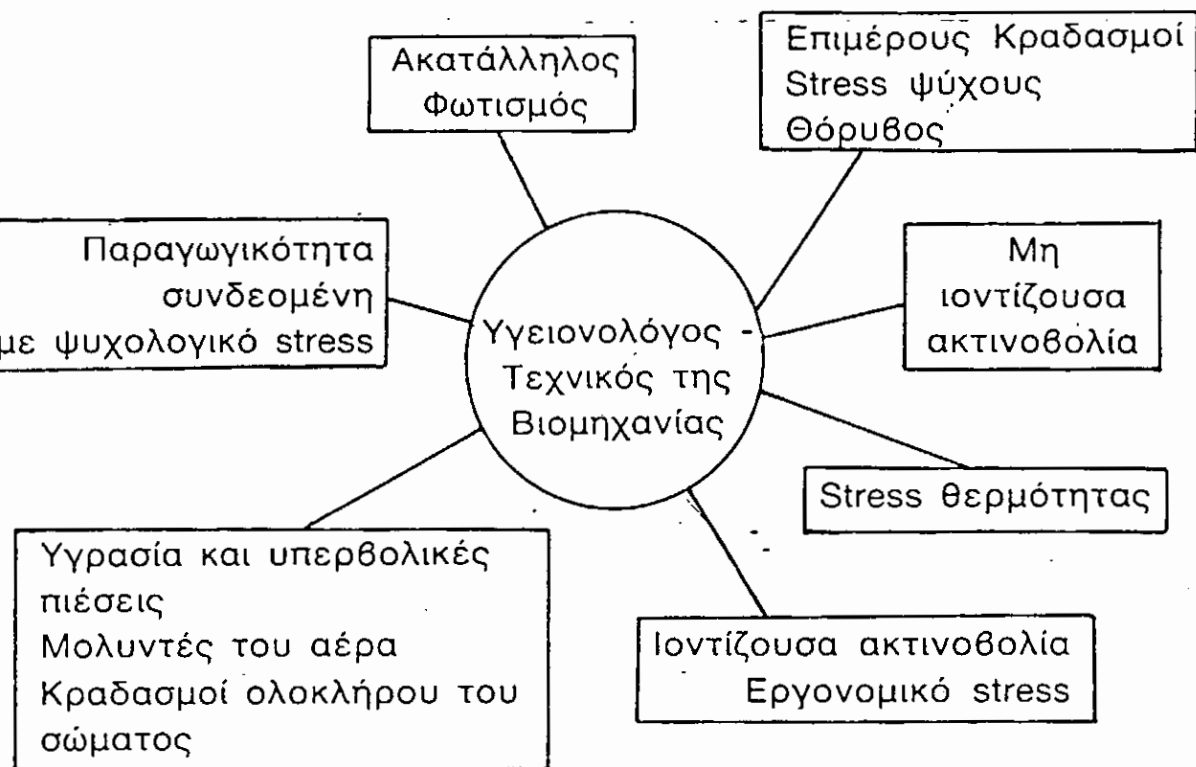 Ακατάλληλος
Φωτισμός
Επιμέρους Κραδασμοί
Stress ψύχους
Θόρυβος
Παραγωγικότητα
συνδεομένη
με ψυχολογικό stress
Υγειονολόγος -
Τεχνικός της
Βιομηχανίας
Μη
ιοντίζουσα
ακτινοβολία
Stress θερμότητας
Υγρασία και υπερβολικές
πιέσεις
Μολυντές του αέρα
Κραδασμοί ολοκλήρου του
σώματος
Ιοντίζουσα ακτινοβολία
Εργονομικό stress